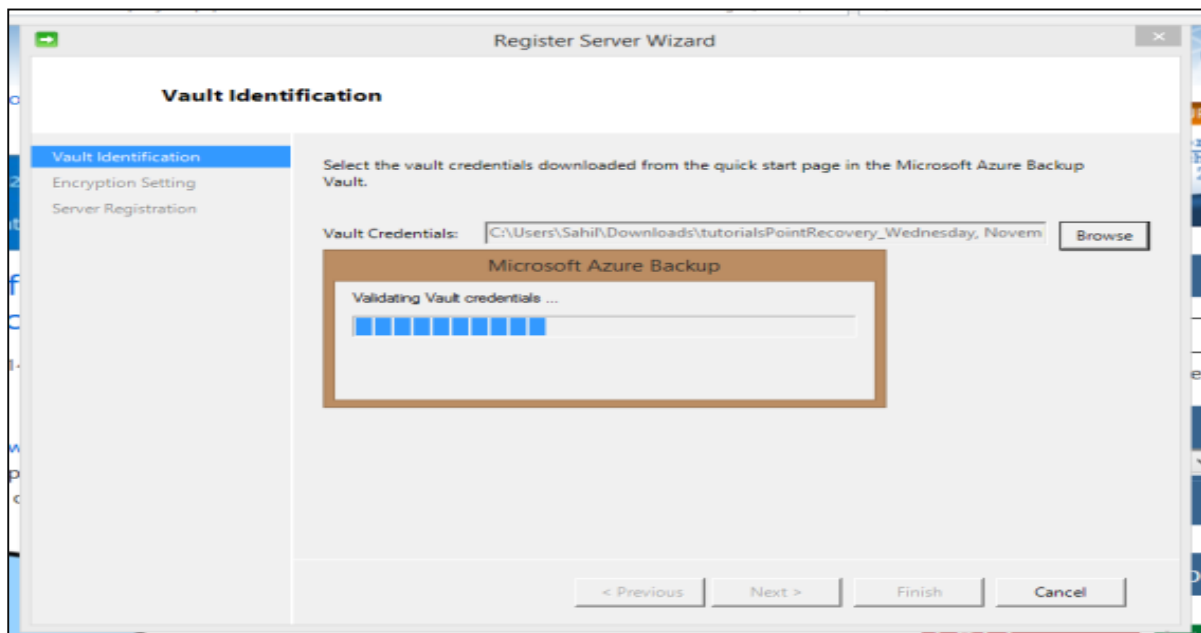 Register Server Wizard
Vault Identification
Vault Identification
Encryption Setting
Server Registration
Select the vault credentials downloaded from the quick start page in the Microsoft Azure Backup
Vault.
Vault Credentials: C:\Users\Sahil\Downloads\tutorialsPointRecovery_Wednesday, Novem Browse
Microsoft Azure Backup
Validating Vault credentials ...
< Previous Next > Finish Cancel